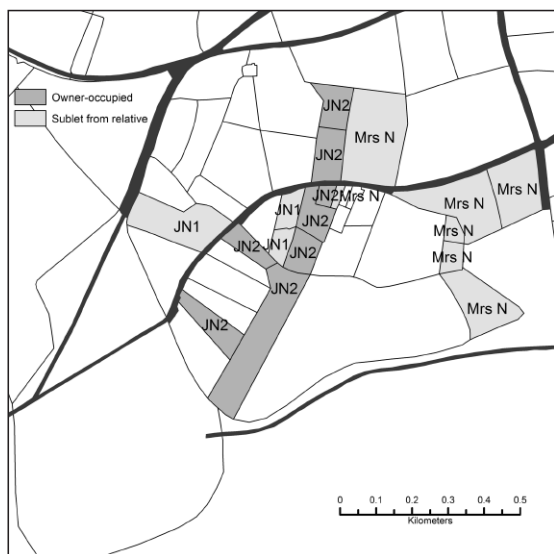 Owner-occupied
Sublet from relative
JN2
Mrs N
JN2
JN2
Mrs N
Mrs N
Mrs N
JN1
JN2
JN1
Mrs N
JN2
JN1
JN2
Mrs N
JN2
Mrs N
JN2
0 0.1 0.2 0.3 0.4 0.5
Kilometers